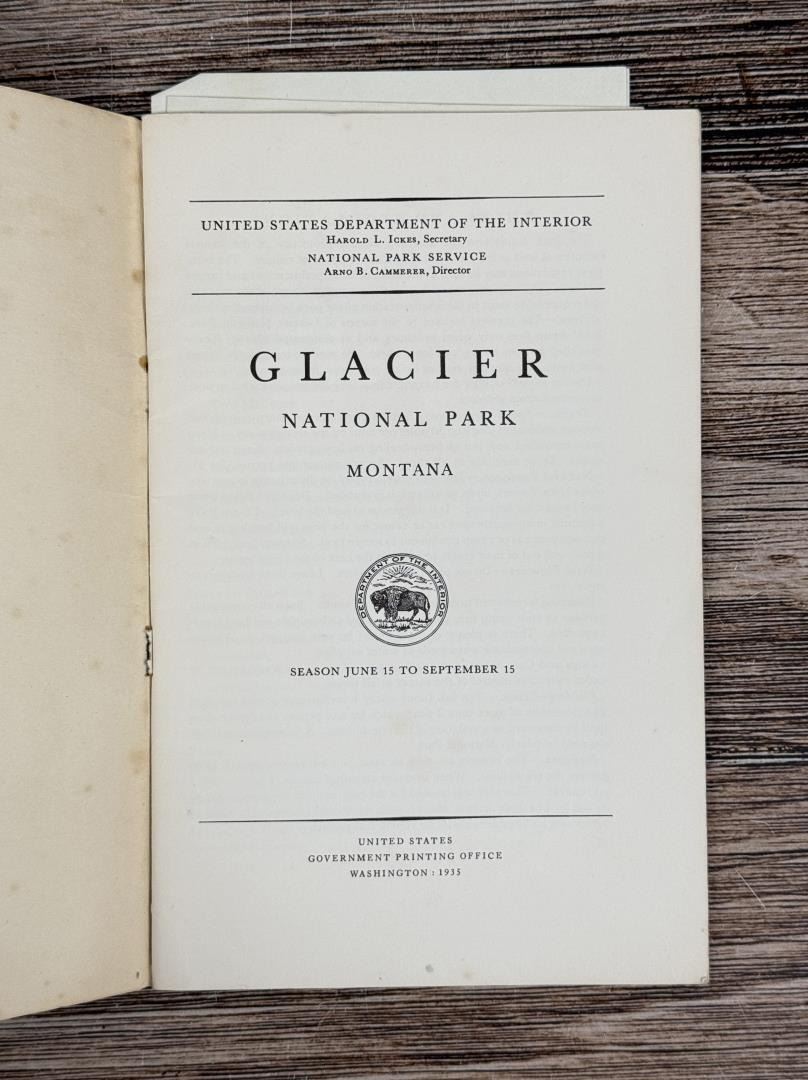 UNITED STATES DEPARTMENT OF THE INTERIOR
HAROLD L. ICKES, Secretary
NATIONAL PARK SERVICE
ARNO B. CAMMERER, Director
GLACIER
NATIONAL PARK
MONTANA
DEPARTMENT OF THE INTERIOR
SEASON JUNE 15 TO SEPTEMBER 15
UNITED STATES
GOVERNMENT PRINTING OFFICE
WASHINGTON : 1935